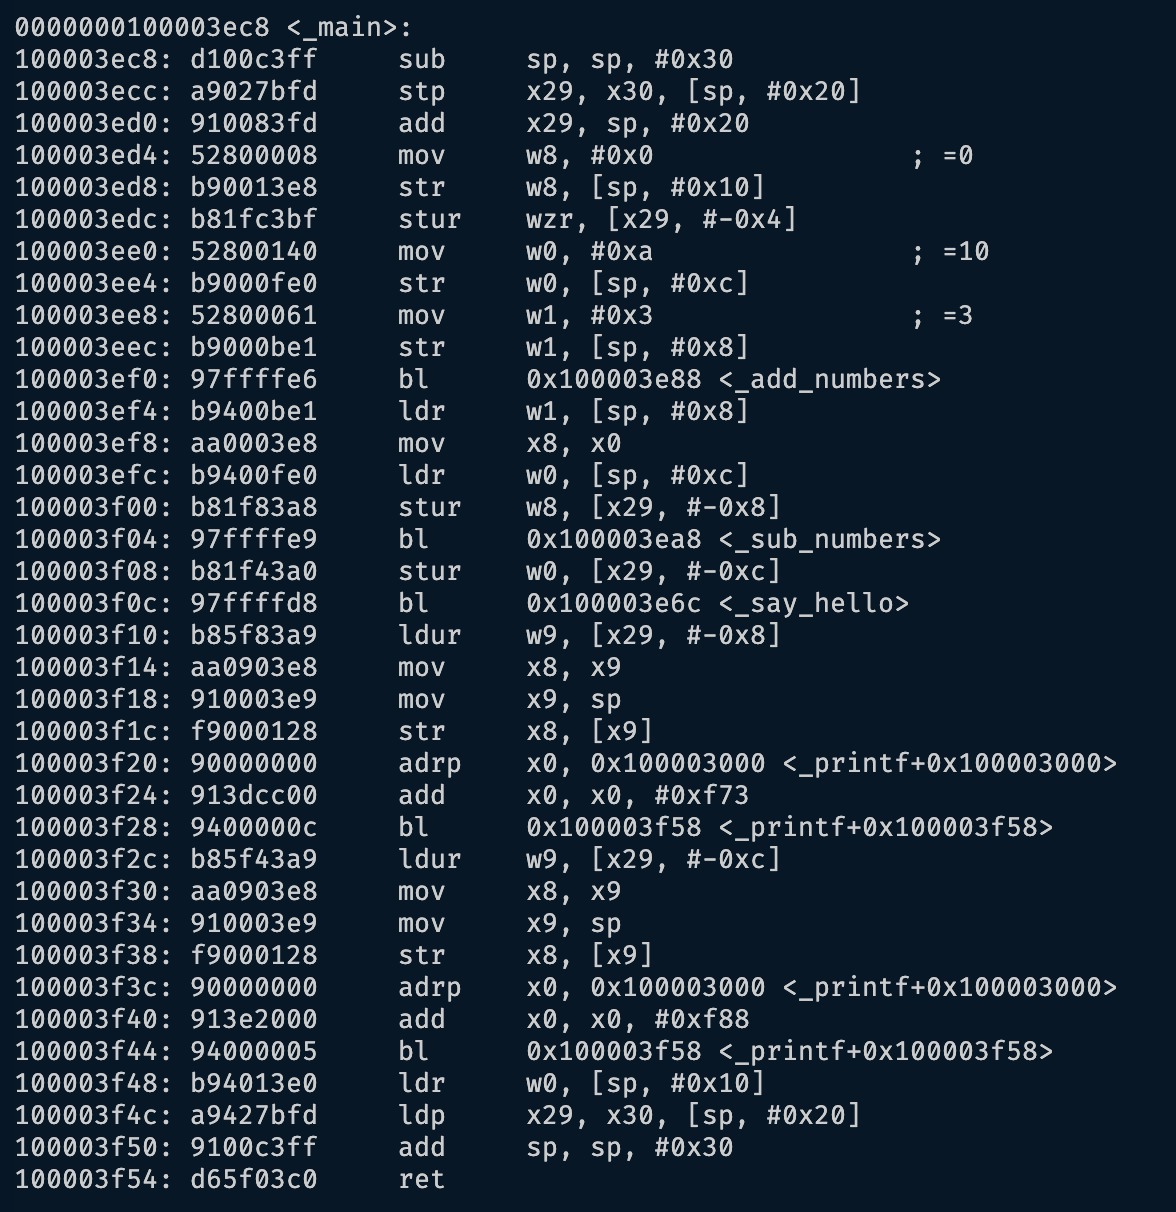 0000000100003ec8 <_main>:
100003ec8: d100c3ff     sub     sp, sp, #0x30
100003ecc: a9027bfd     stp     x29, x30, [sp, #0x20]
100003ed0: 910083fd     add     x29, sp, #0x20
100003ed4: 52800008     mov     w8, #0x0                ; =0
100003ed8: b90013e8     str     w8, [sp, #0x10]
100003edc: b81fc3bf     stur    wzr, [x29, #-0x4]
100003ee0: 52800140     mov     w0, #0xa                ; =10
100003ee4: b9000fe0     str     w0, [sp, #0xc]
100003ee8: 52800061     mov     w1, #0x3                ; =3
100003eec: b9000be1     str     w1, [sp, #0x8]
100003ef0: 97ffffe6     bl      0x100003e88 <_add_numbers>
100003ef4: b9400be1     ldr     w1, [sp, #0x8]
100003ef8: aa0003e8     mov     x8, x0
100003efc: b9400fe0     ldr     w0, [sp, #0xc]
100003f00: b81f83a8     stur    w8, [x29, #-0x8]
100003f04: 97ffffe9     bl      0x100003ea8 <_sub_numbers>
100003f08: b81f43a0     stur    w0, [x29, #-0xc]
100003f0c: 97ffffd8     bl      0x100003e6c <_say_hello>
100003f10: b85f83a9     ldur    w9, [x29, #-0x8]
100003f14: aa0903e8     mov     x8, x9
100003f18: 910003e9     mov     x9, sp
100003f1c: f9000128     str     x8, [x9]
100003f20: 90000000     adrp    x0, 0x100003000 <_printf+0x100003000>
100003f24: 913dcc00     add     x0, x0, #0xf73
100003f28: 9400000c     bl      0x100003f58 <_printf+0x100003f58>
100003f2c: b85f43a9     ldur    w9, [x29, #-0xc]
100003f30: aa0903e8     mov     x8, x9
100003f34: 910003e9     mov     x9, sp
100003f38: f9000128     str     x8, [x9]
100003f3c: 90000000     adrp    x0, 0x100003000 <_printf+0x100003000>
100003f40: 913e2000     add     x0, x0, #0xf88
100003f44: 94000005     bl      0x100003f58 <_printf+0x100003f58>
100003f48: b94013e0     ldr     w0, [sp, #0x10]
100003f4c: a9427bfd     ldp     x29, x30, [sp, #0x20]
100003f50: 9100c3ff     add     sp, sp, #0x30
100003f54: d65f03c0     ret